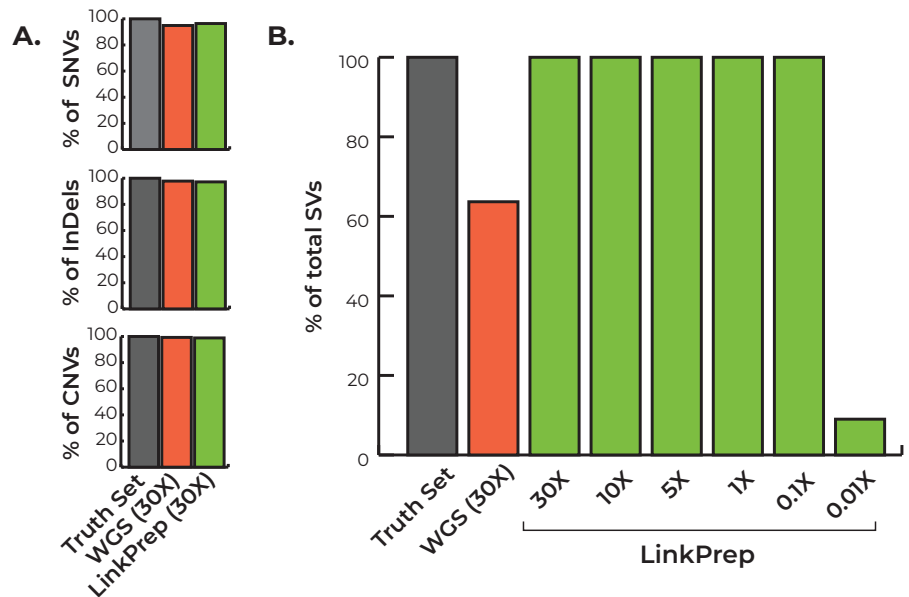 A.
% of SNVs
100
80
60
40
20
0
% of InDels
100
80
60
40
20
0
% of CNVs
100
80
60
40
20
0
Truth Set
WGS (30X)
LinkPrep (30X)
B.
% of total SVs
100
80
60
40
20
0
Truth Set
WGS (30X)
30X
10X
5X
1X
0.1X
0.01X
LinkPrep